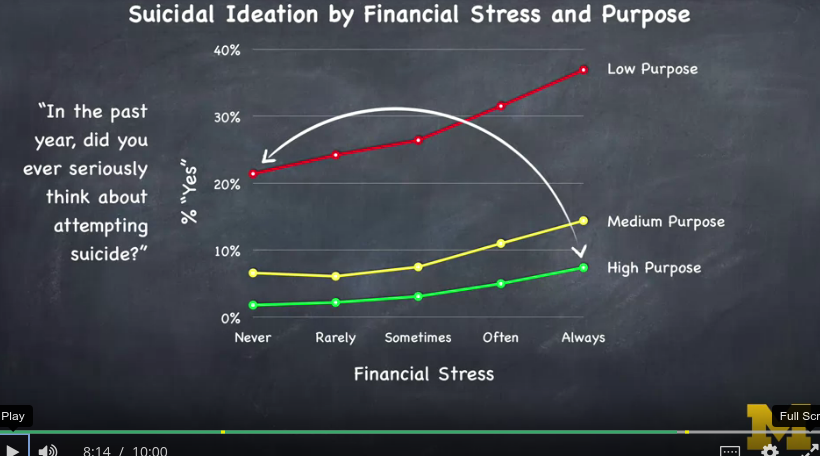 Suicidal Ideation by Financial Stress and Purpose
“In the past
year, did you
ever seriously
think about
attempting
suicide?”
% “Yes”
40%
30%
20%
10%
0%
Low Purpose
Medium Purpose
High Purpose
Never Rarely Sometimes Often Always
Financial Stress
Play
Full Scr
M
8:14 / 10:00